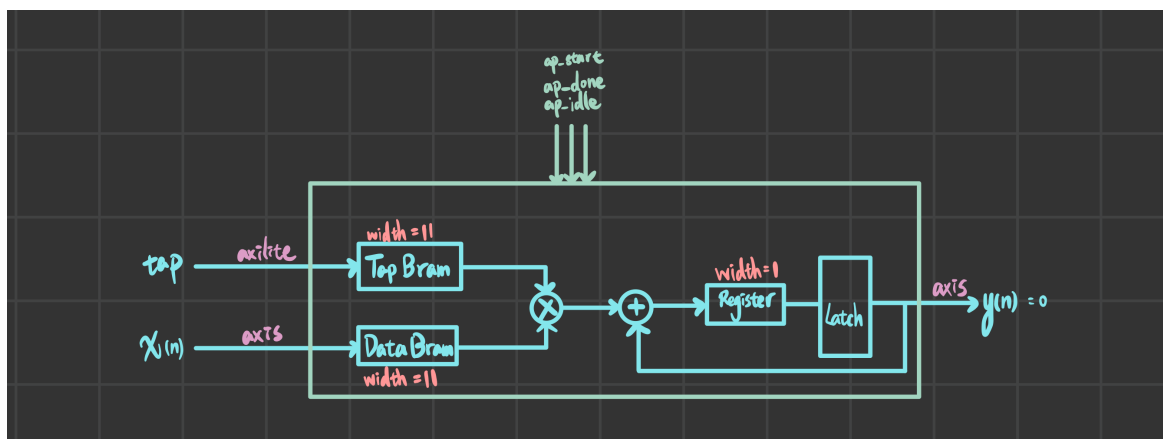 ap_start
ap_done
ap_idle
width = 11
tap
axilite
Tap Bram
width=1
Register
Latch
axis
y(n) = 0
X(n)
axis
Data Bram
width = 11